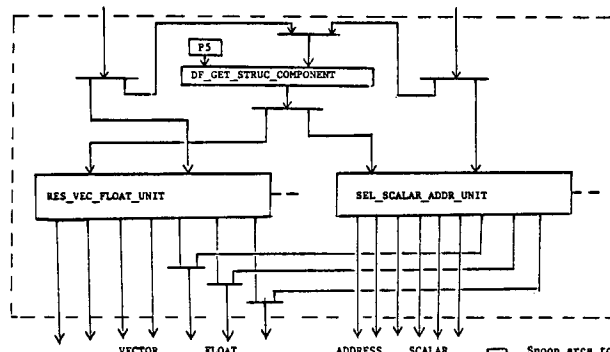 P5
DF_GET_STRUC_COMPONENT
RES_VEC_FLOAT_UNIT
SEL_SCALAR_ADDR_UNIT
VECTOR FLOAT ADDRESS SCALAR Snoop arcs to